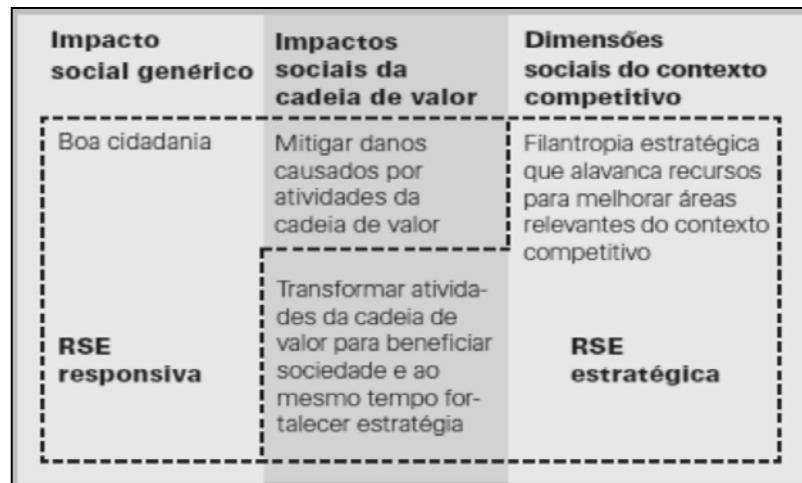 Impacto
social genérico
Impactos
sociais da
cadeia de valor
Dimensões
sociais do contexto
competitivo
Boa cidadania
Mitigar danos
causados por
atividades da
cadeia de valor
Filantropia estratégica
que alavanca recursos
para melhorar áreas
relevantes do contexto
competitivo
RSE
responsiva
Transformar ativida-
des da cadeia de
valor para beneficiar
sociedade e ao
mesmo tempo for-
talecer estratégia
RSE
estratégica